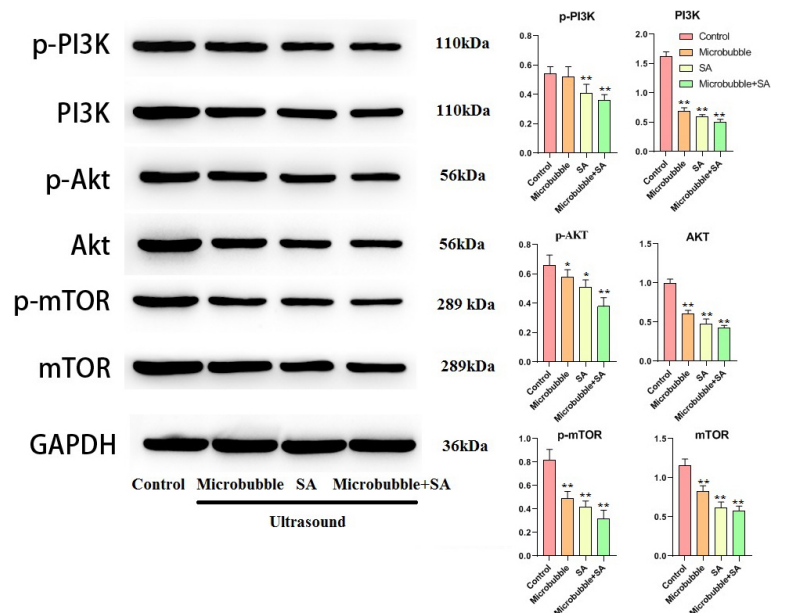 p-PI3K 110kDa
PI3K 110kDa
p-Akt 56kDa
Akt 56kDa
p-mTOR 289 kDa
mTOR 289kDa
GAPDH 36kDa
Control Microbubble SA Microbubble+SA
Ultrasound
p-PI3K
0.8
0.6
0.4
0.2
0.0
** **
Control Microbubble SA Microbubble+SA
PI3K
2.0
1.5
1.0
0.5
0.0
** ** **
Control
Microbubble
SA
Microbubble+SA
Control Microbubble SA Microbubble+SA
p-AKT
0.8
0.6
0.4
0.2
0.0
* * **
Control Microbubble SA Microbubble+SA
AKT
1.5
1.0
0.5
0.0
** ** **
Control Microbubble SA Microbubble+SA
p-mTOR
1.0
0.8
0.6
0.4
0.2
0.0
** ** **
Control Microbubble SA Microbubble+SA
mTOR
1.5
1.0
0.5
0.0
** ** **
Control Microbubble SA Microbubble+SA